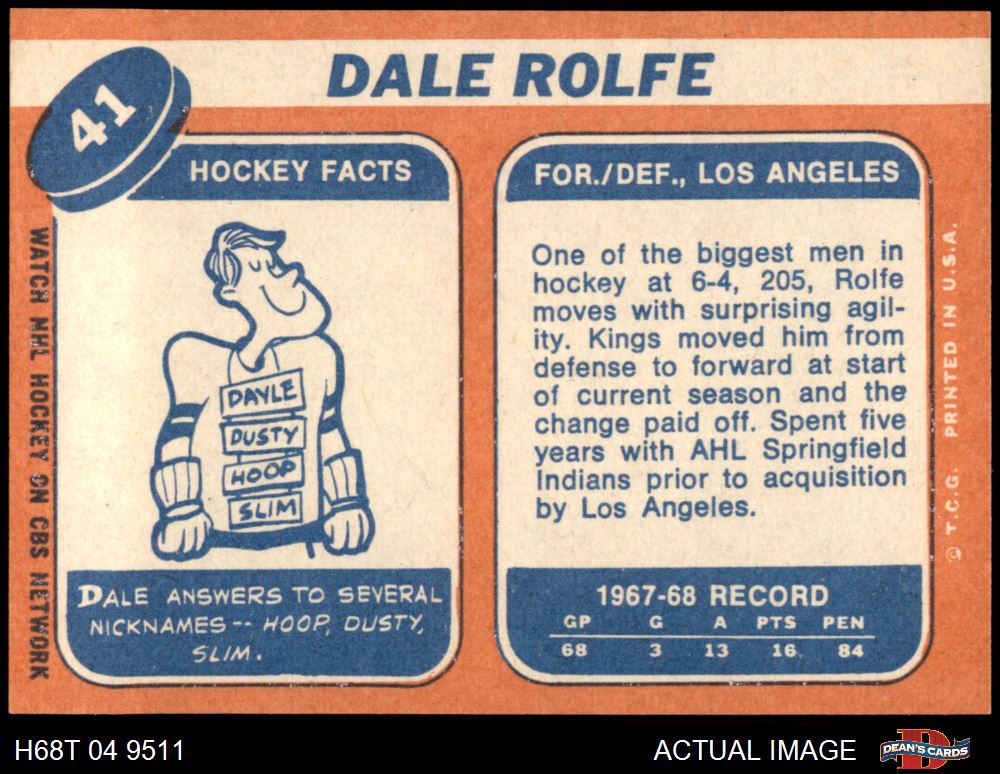 41
DALE ROLFE
HOCKEY FACTS
DAYLE
DUSTY
HOOP
SLIM
DALE ANSWERS TO SEVERAL
NICKNAMES -- HOOP, DUSTY,
SLIM.
WATCH NHL HOCKEY ON CBS NETWORK
FOR./DEF., LOS ANGELES
One of the biggest men in
hockey at 6-4, 205, Rolfe
moves with surprising agil-
ity. Kings moved him from
defense to forward at start
of current season and the
change paid off. Spent five
years with AHL Springfield
Indians prior to acquisition
by Los Angeles.
1967-68 RECORD
GP G A PTS PEN
68 3 13 16 84
© T.C.G. PRINTED IN U.S.A.
H68T 04 9511
ACTUAL IMAGE
DEAN'S CARDS